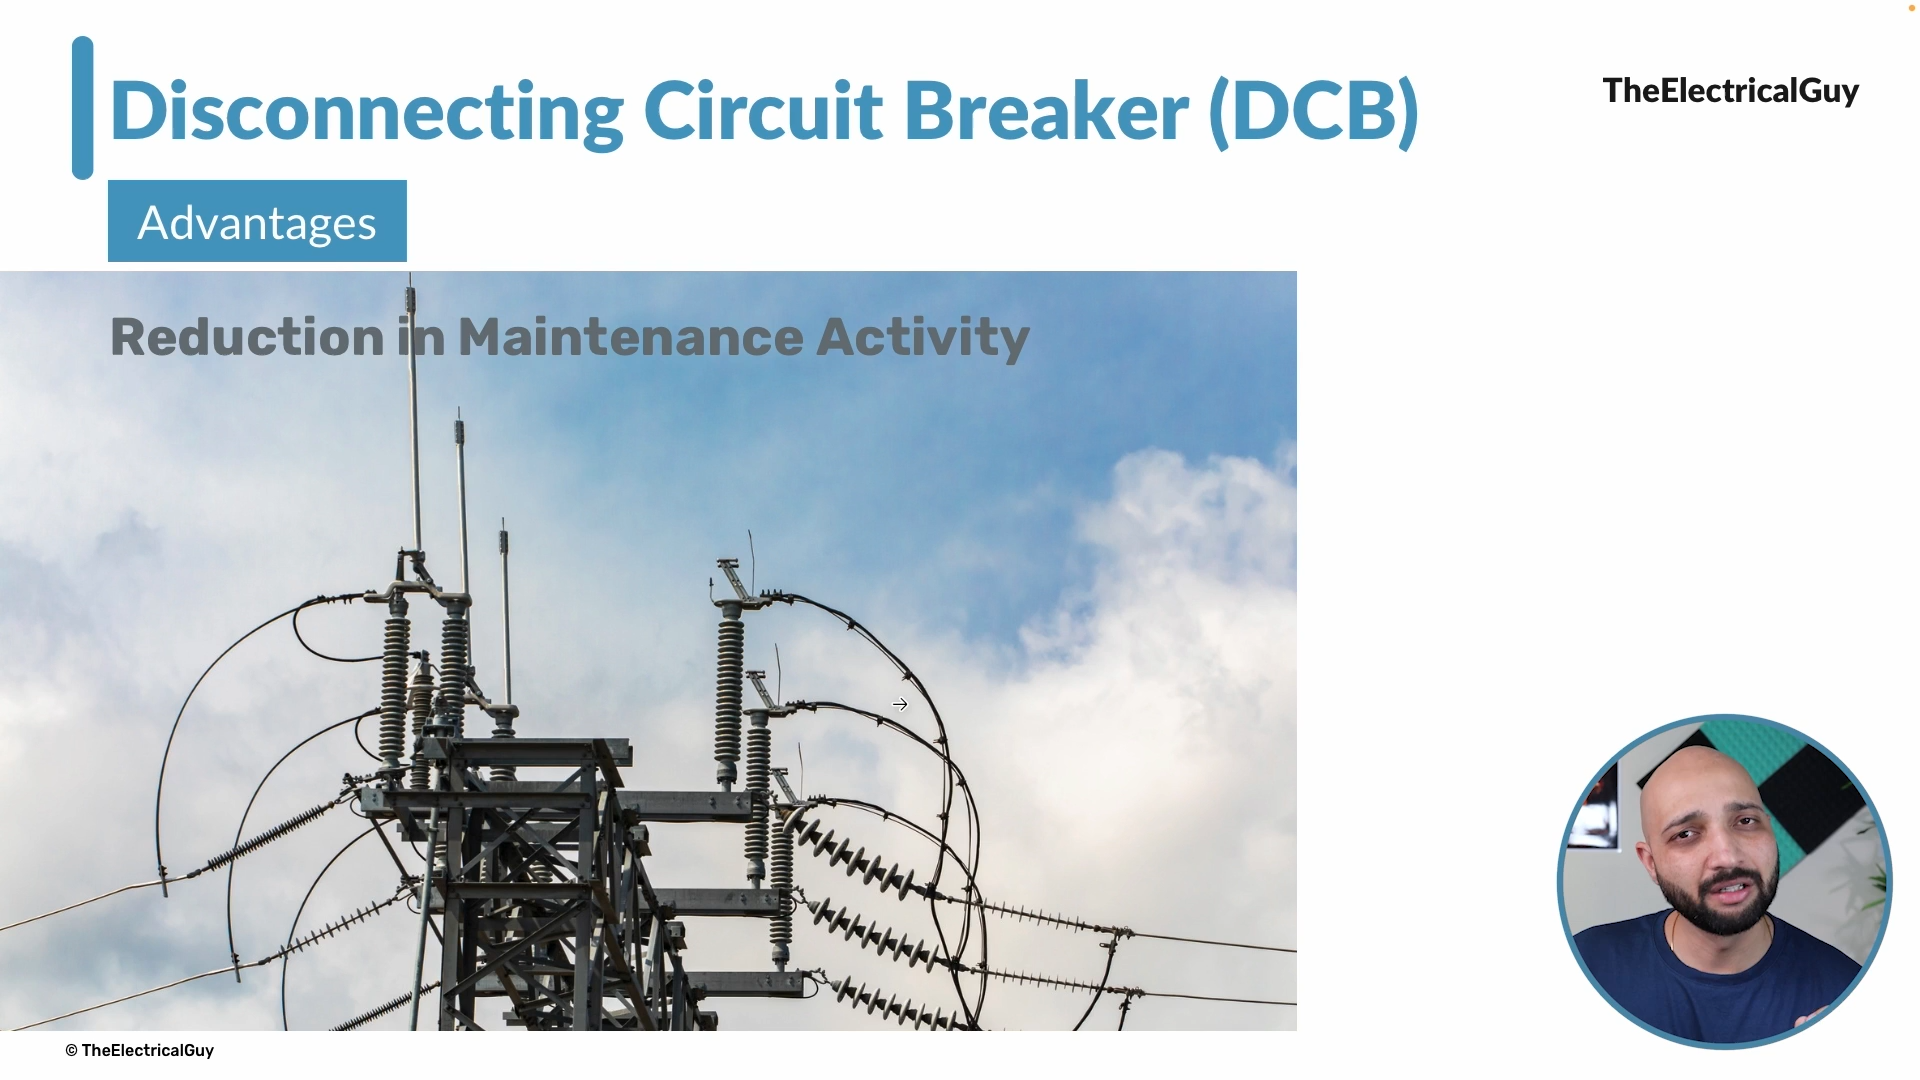 Disconnecting Circuit Breaker (DCB)
TheElectricalGuy
Advantages
Reduction in Maintenance Activity
© TheElectricalGuy